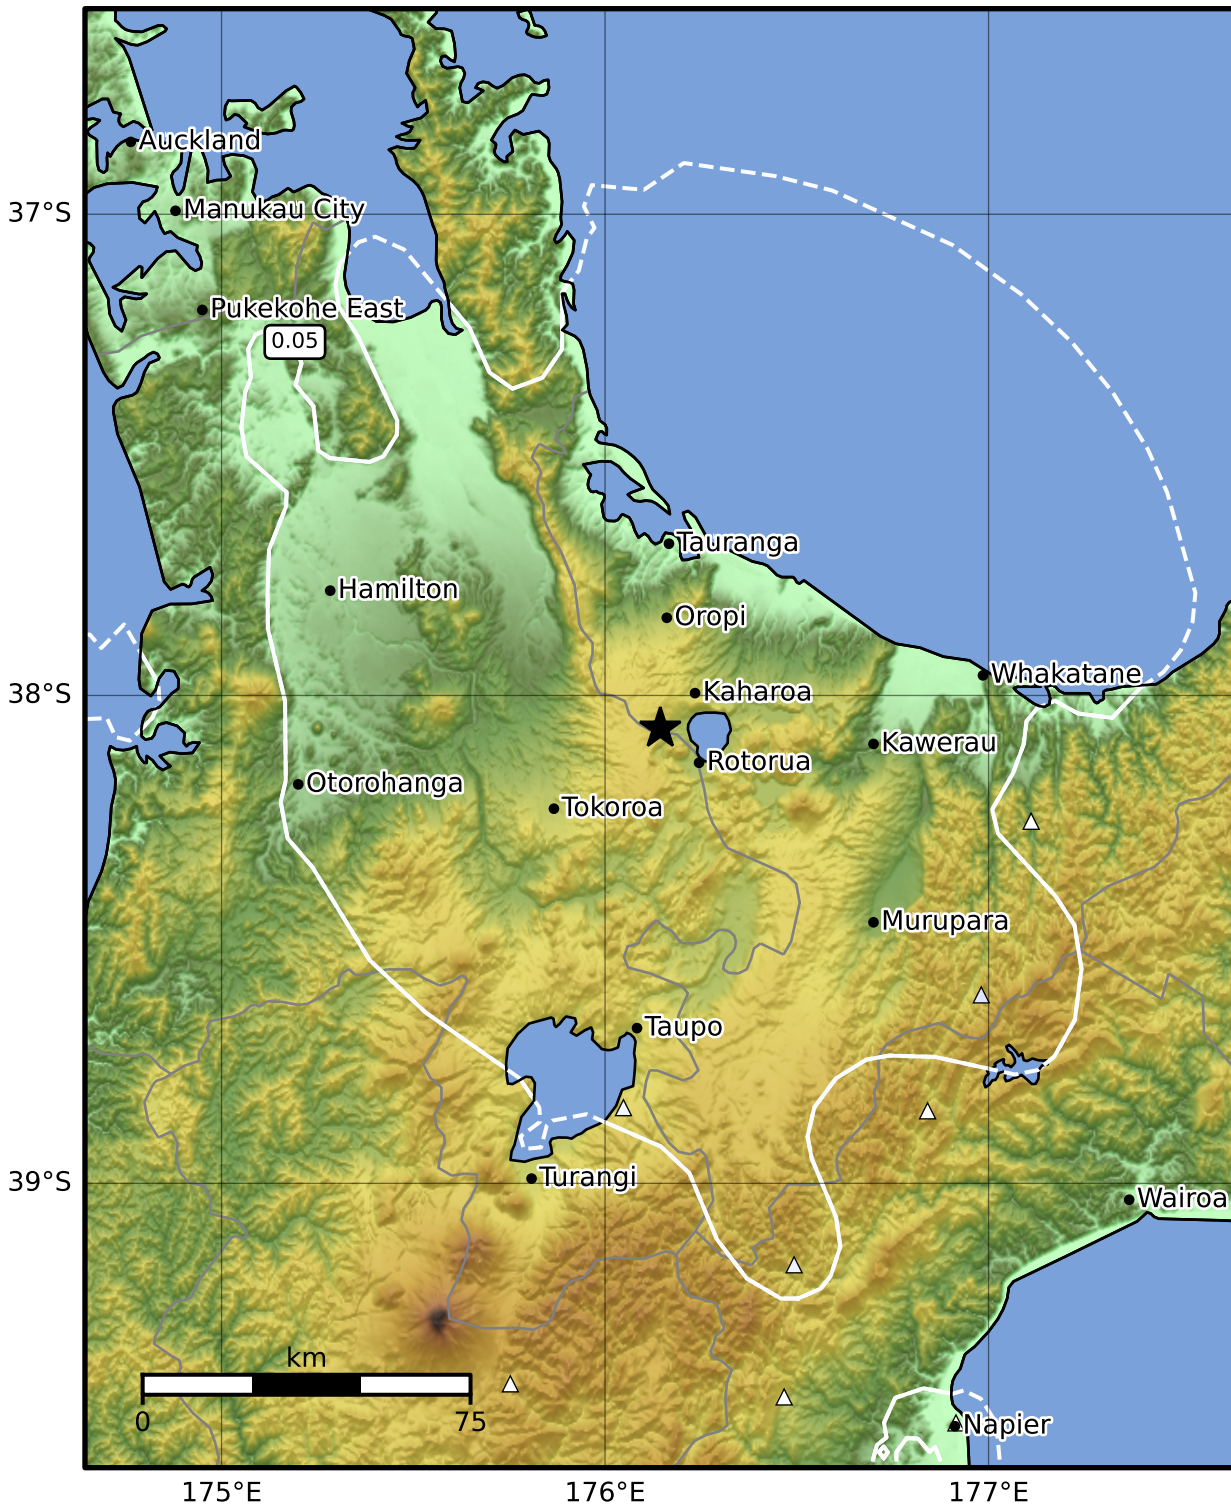 Auckland
37°S
Manukau City
Pukekohe East
0.05
Tauranga
Hamilton
Oropi
Whakatane
38°S
Kaharoa
Kawerau
Rotorua
Otorohanga
Tokoroa
Murupara
Taupo
Turangi
39°S
Wairoa
km
0
75
Napier
175°E
176°E
177°E